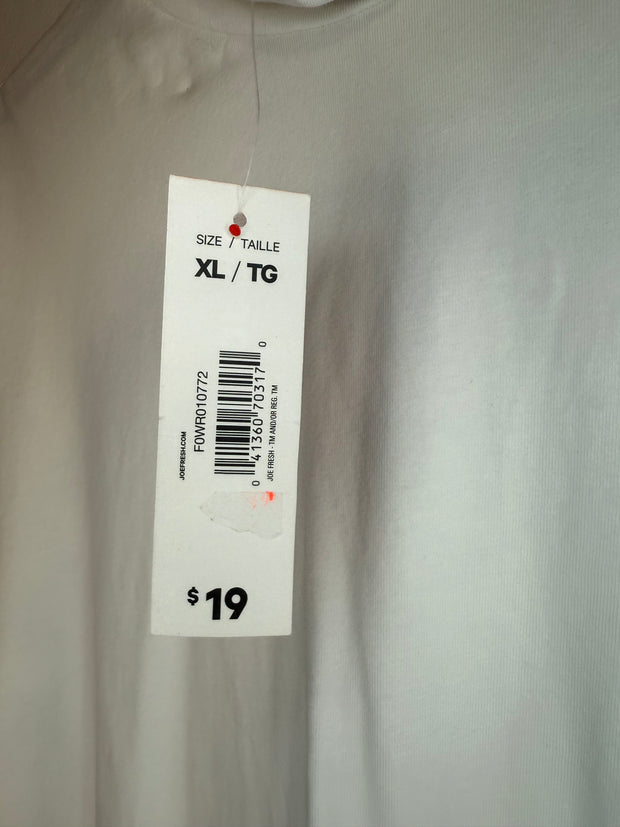 SIZE / TAILLE
XL / TG
JOEFRESH.COM
F0WR010772
0 41360 70317 0
JOE FRESH - TM AND/OR REG. TM
$19